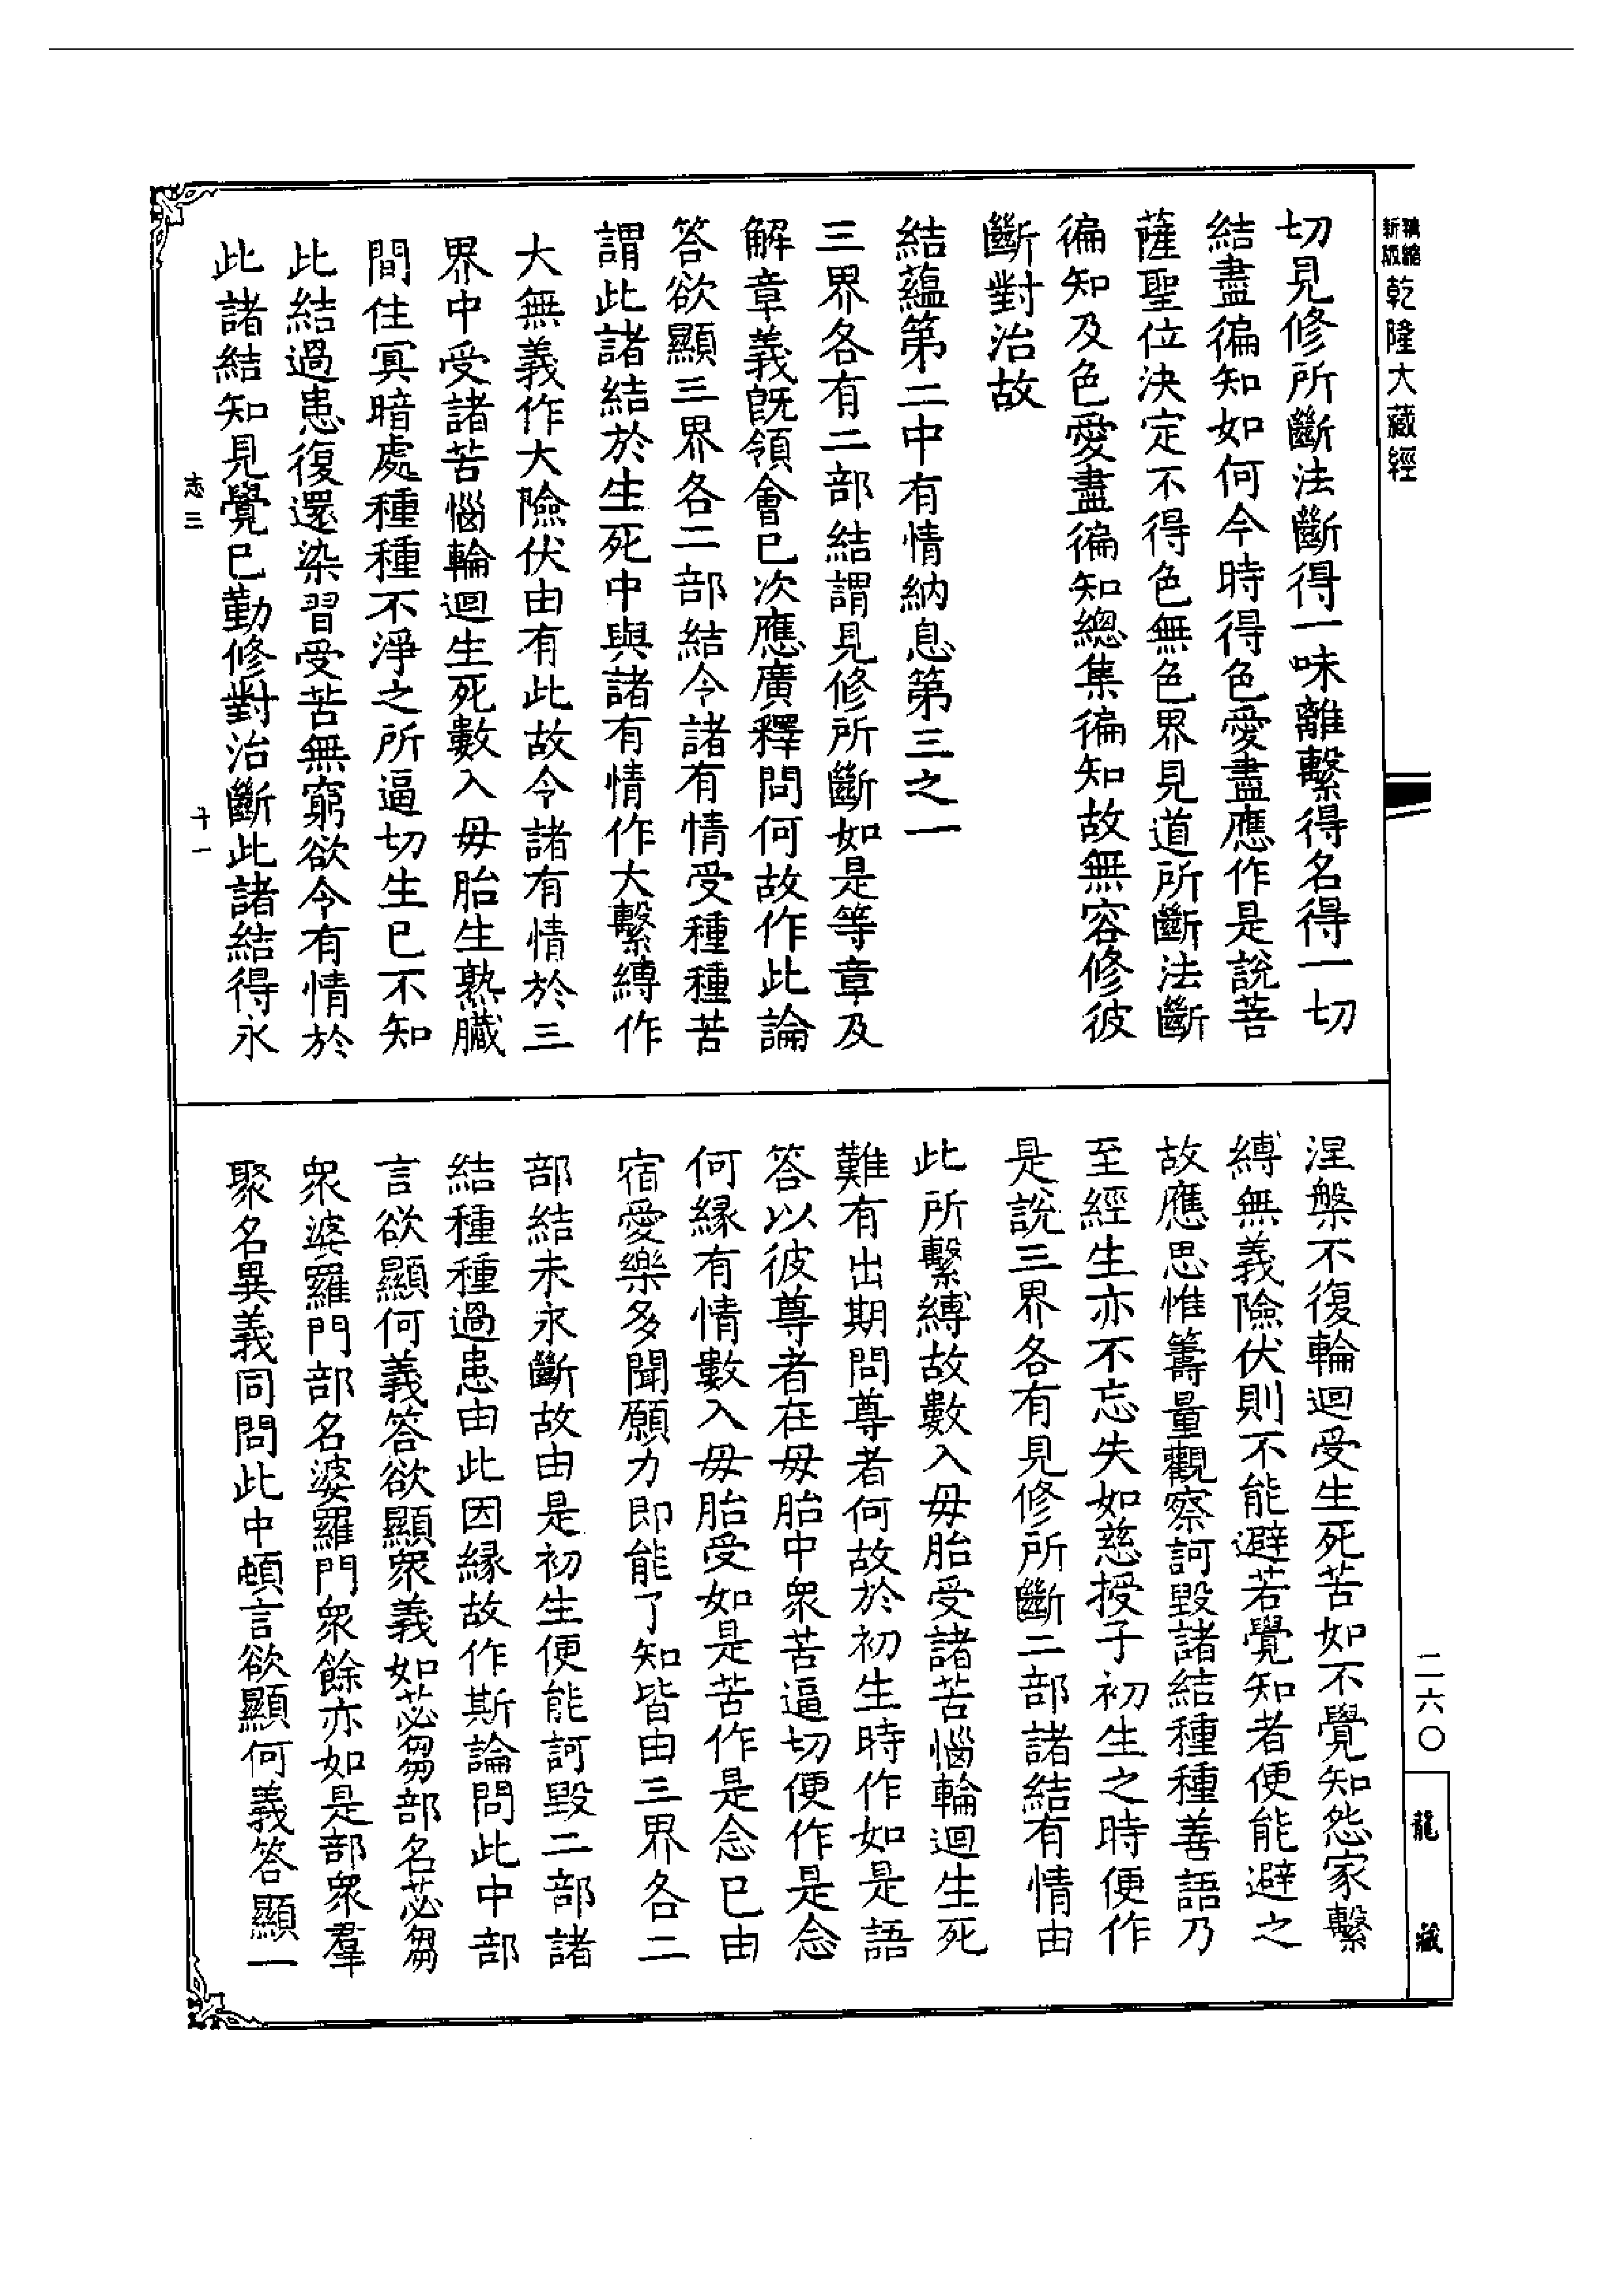 新版
精縮
乾隆大藏經
切見修所斷法斷得一味離繫得名得一切
結盡徧知如何今時得色愛盡應作是說菩
薩聖位決定不得色無色界見道所斷法斷
徧知及色愛盡徧知總集徧知故無容修彼
斷對治故
結蘊第二中有情納息第三之一
三界各有二部結謂見修所斷如是等章及
解章義旣領會已次應廣釋問何故作此論
答欲顯三界各二部結令諸有情受種種苦
謂此諸結於生死中與諸有情作大繫縛作
大無義作大險伏由有此故令諸有情於三
界中受諸苦惱輪迴生死數入毋胎生熟臟
間住冥暗處種種不淨之所逼切生已不知
此結過患復還染習受苦無窮欲令有情於
此諸結知見覺已勤修對治斷此諸結得永
志三
十一
涅槃不復輪迴受生死苦如不覺知怨家繫
縛無義險伏則不能避若覺知者便能避之
故應思惟籌量觀察訶毀諸結種種善語乃
至經生亦不忘失如慈授子初生之時便作
是說三界各有見修所斷二部諸結有情由
此所繫縛故數入毋胎受諸苦惱輪迴生死
難有出期問尊者何故於初生時作如是語
答以彼尊者在毋胎中衆苦逼切便作是念
何緣有情數入毋胎受如是苦作是念已由
宿愛樂多聞願力即能了知皆由三界各二
部結未永斷故由是初生便能訶毀二部諸
結種種過患由此因緣故作斯論問此中部
言欲顯何義答欲顯衆義如苾芻部名苾芻
衆婆羅門部名婆羅門衆餘亦如是部衆羣
聚名異義同問此中頓言欲顯何義答顯一
二六〇
龍藏